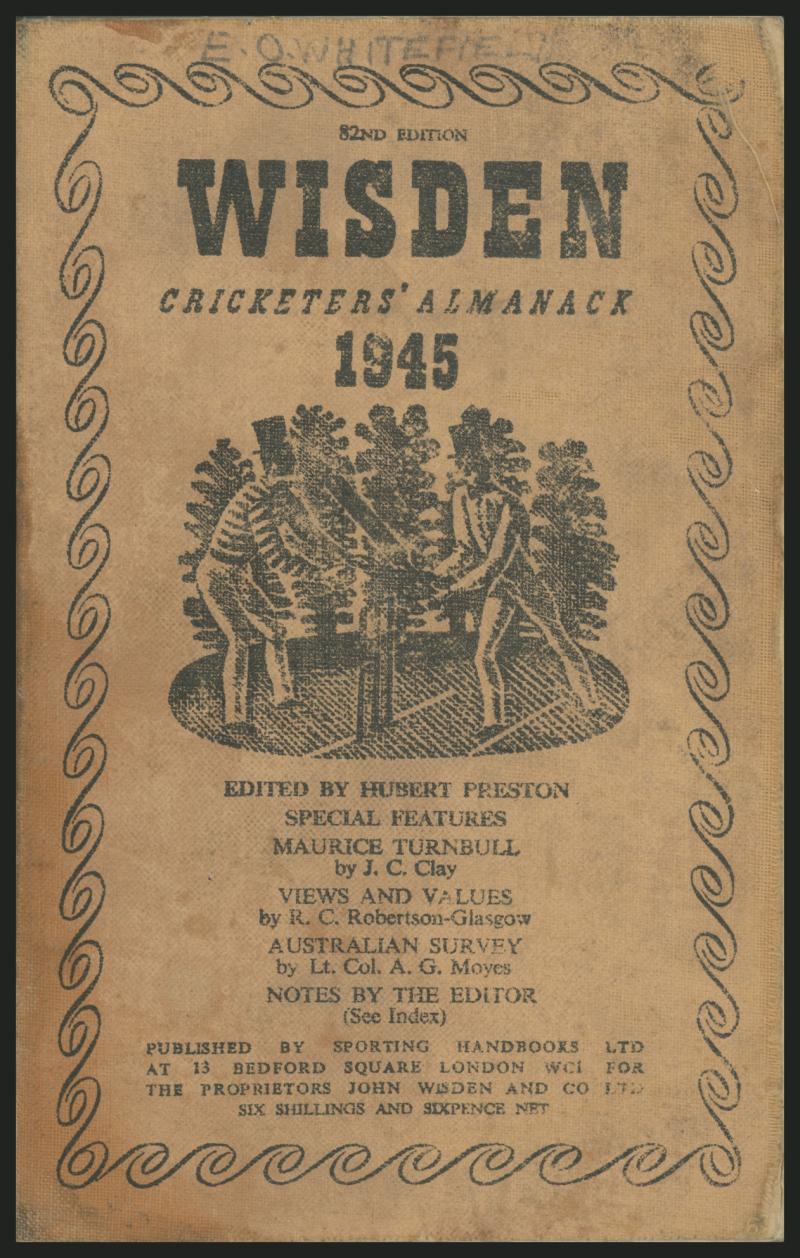 E. O. WHITEFIELD
82ND EDITION
WISDEN
CRICKETERS' ALMANACK
1945
EDITED BY HUBERT PRESTON
SPECIAL FEATURES
MAURICE TURNBULL
by J. C. Clay
VIEWS AND VALUES
by R. C. Robertson-Glasgow
AUSTRALIAN SURVEY
by Lt. Col. A. G. Moyes
NOTES BY THE EDITOR
(See Index)
PUBLISHED BY SPORTING HANDBOOKS LTD
AT 13 BEDFORD SQUARE LONDON WC1 FOR
THE PROPRIETORS JOHN WISDEN AND CO LTD
SIX SHILLINGS AND SIXPENCE NET